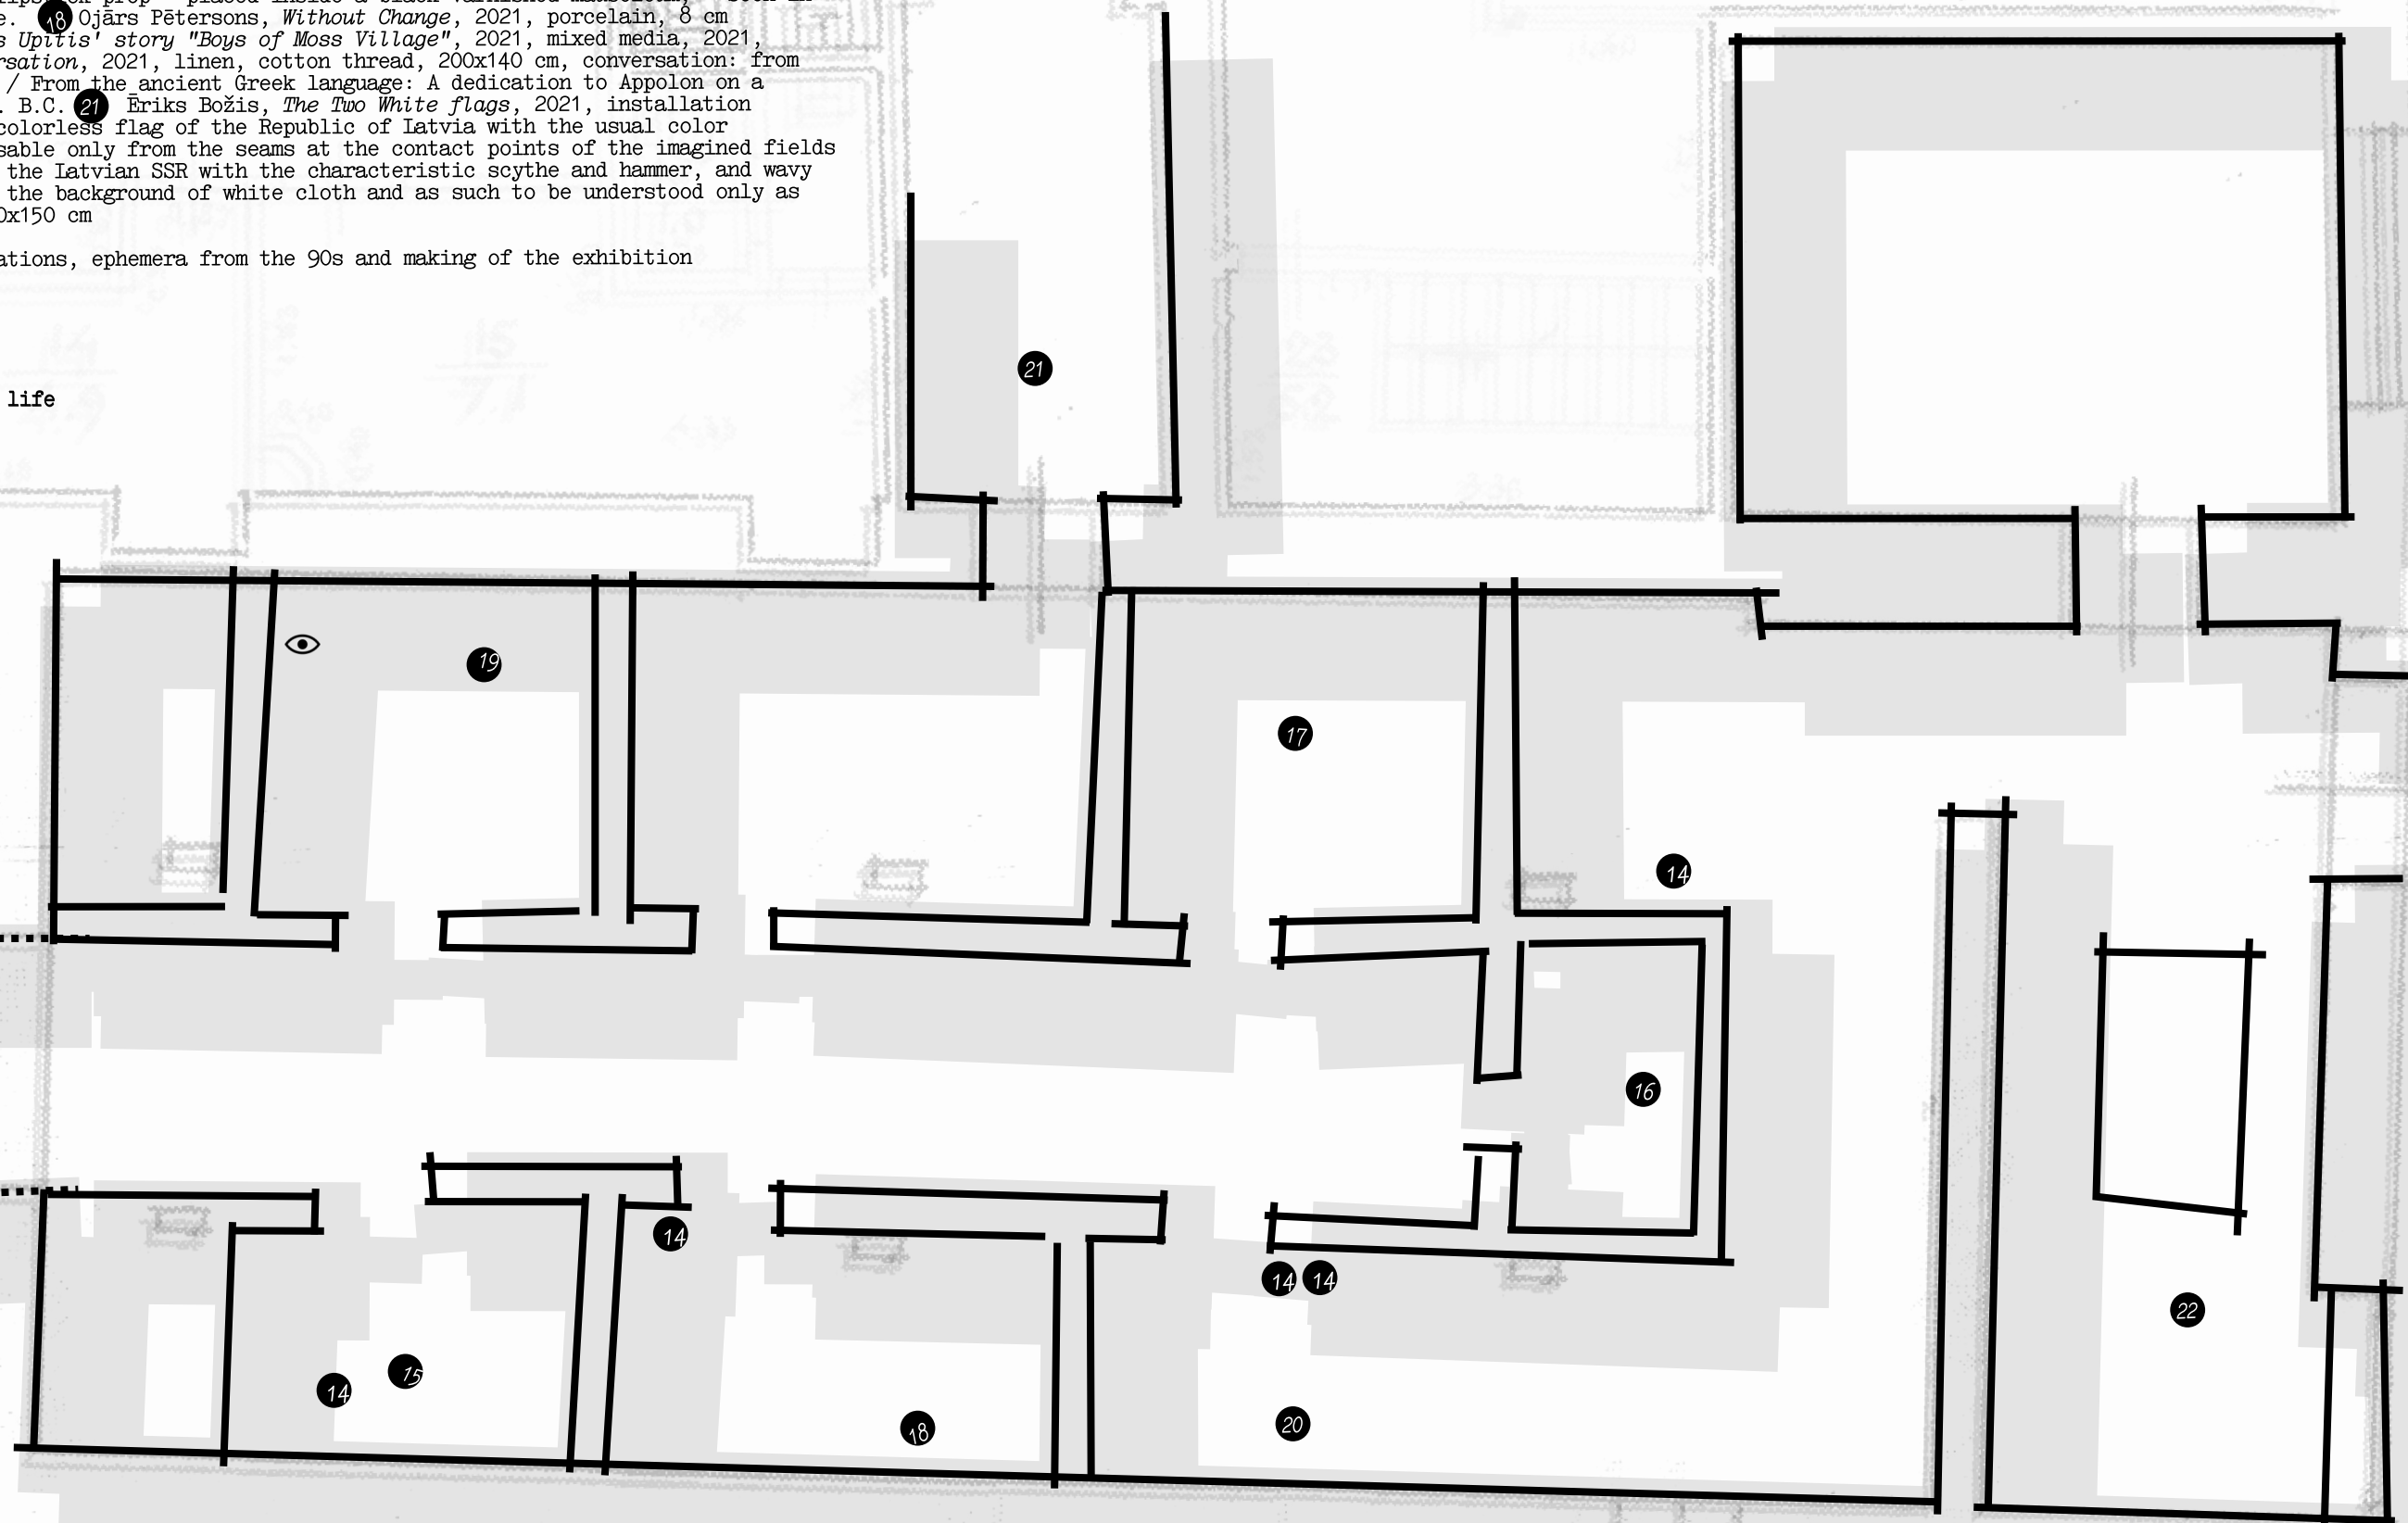 prop placed inside a black varnished
e. 18 Ojārs Pētersons, Without Change, 2021, porcelain, 8 cm
s Upītis' story "Boys of Moss Village", 2021, mixed media, 2021,
rsation, 2021, linen, cotton thread, 200x140 cm, conversation: from
/ From the ancient Greek language: A dedication to Appolon on a
. B.C. 21 Ēriks Božis, The Two White flags, 2021, installation
colorless flag of the Republic of Latvia with the usual color
sable only from the seams at the contact points of the imagined fields
the Latvian SSR with the characteristic scythe and hammer, and wavy
the background of white cloth and as such to be understood only as
0x150 cm
ations, ephemera from the 90s and making of the exhibition
21
life
19
17
14
16
14
14 14
22
15
14
18
20